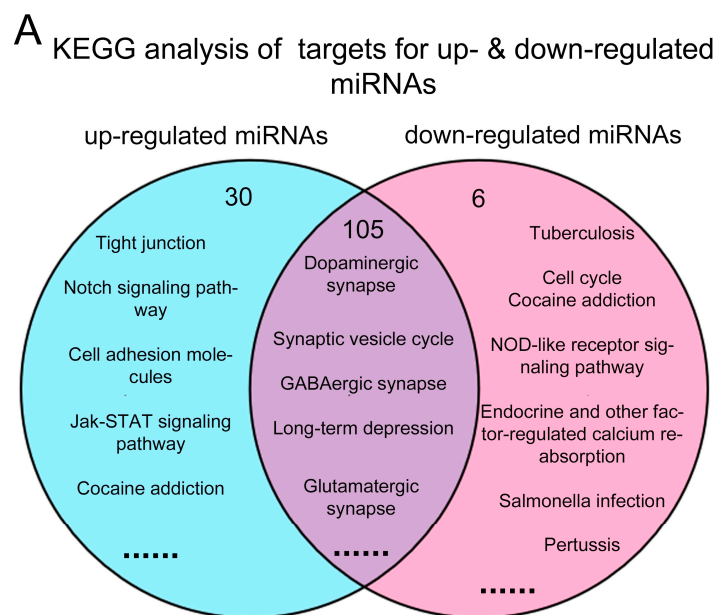 A
KEGG analysis of targets for up- & down-regulated
miRNAs
up-regulated miRNAs
down-regulated miRNAs
30
Tight junction
Notch signaling path-
way
Cell adhesion mole-
cules
Jak-STAT signaling
pathway
Cocaine addiction
......
105
Dopaminergic
synapse
Synaptic vesicle cycle
GABAergic synapse
Long-term depression
Glutamatergic
synapse
......
6
Tuberculosis
Cell cycle
Cocaine addiction
NOD-like receptor sig-
naling pathway
Endocrine and other fac-
tor-regulated calcium re-
absorption
Salmonella infection
Pertussis
......